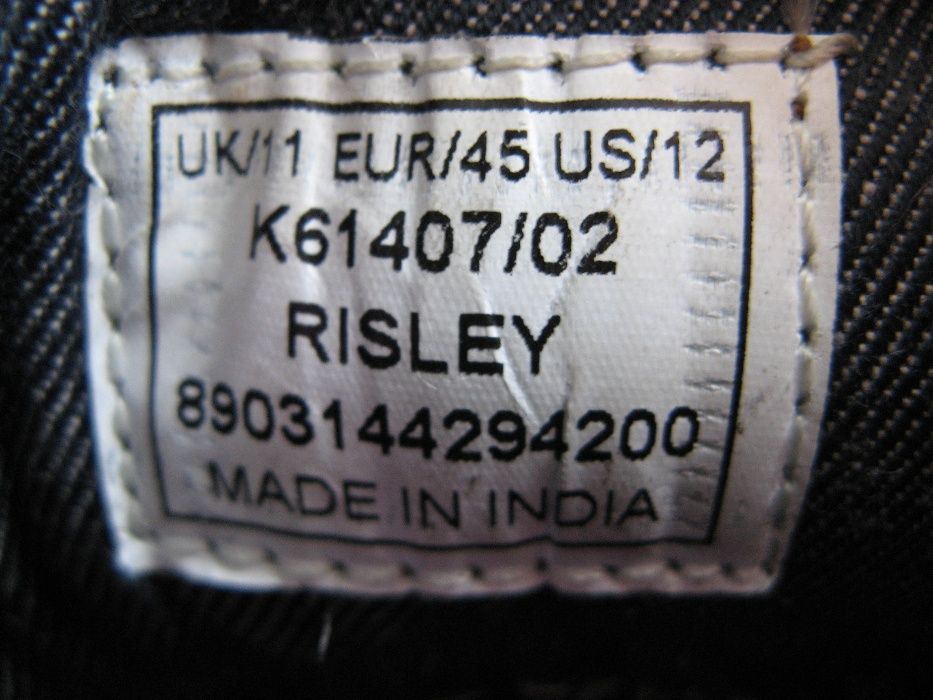 UK/11 EUR/45 US/12
K61407/02
RISLEY
8903144294200
MADE IN INDIA